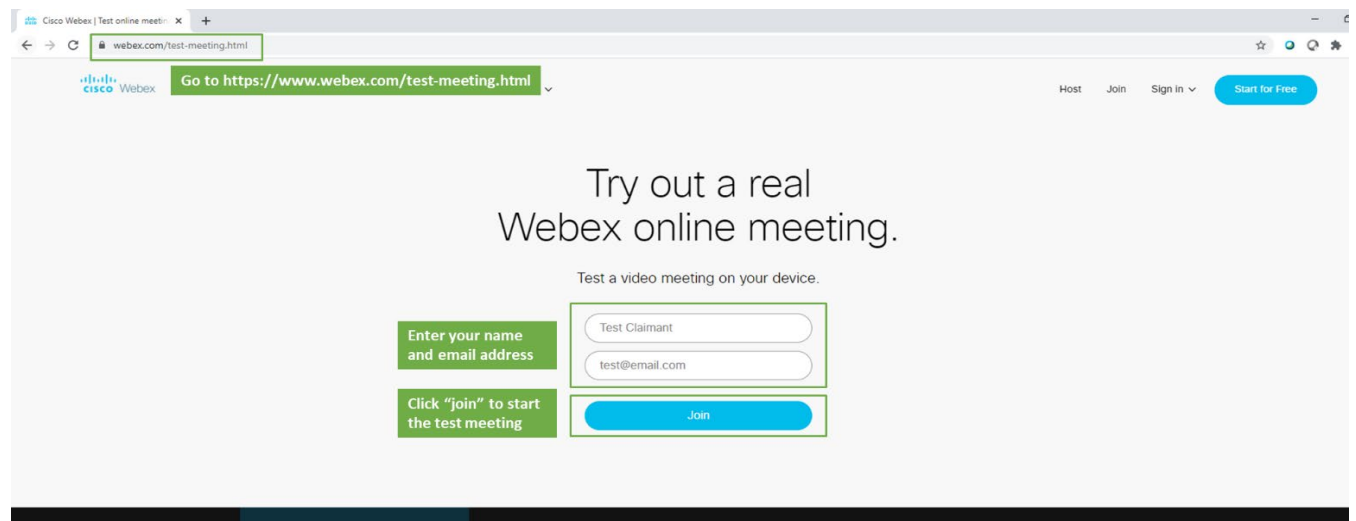 Cisco Webex | Test online meetin
webex.com/test-meeting.html
CISCO Webex
Go to https://www.webex.com/test-meeting.html
Host Join Sign in Start for Free
Try out a real
Webex online meeting.
Test a video meeting on your device.
Enter your name
and email address
Test Claimant
test@email.com
Click “join” to start
the test meeting
Join